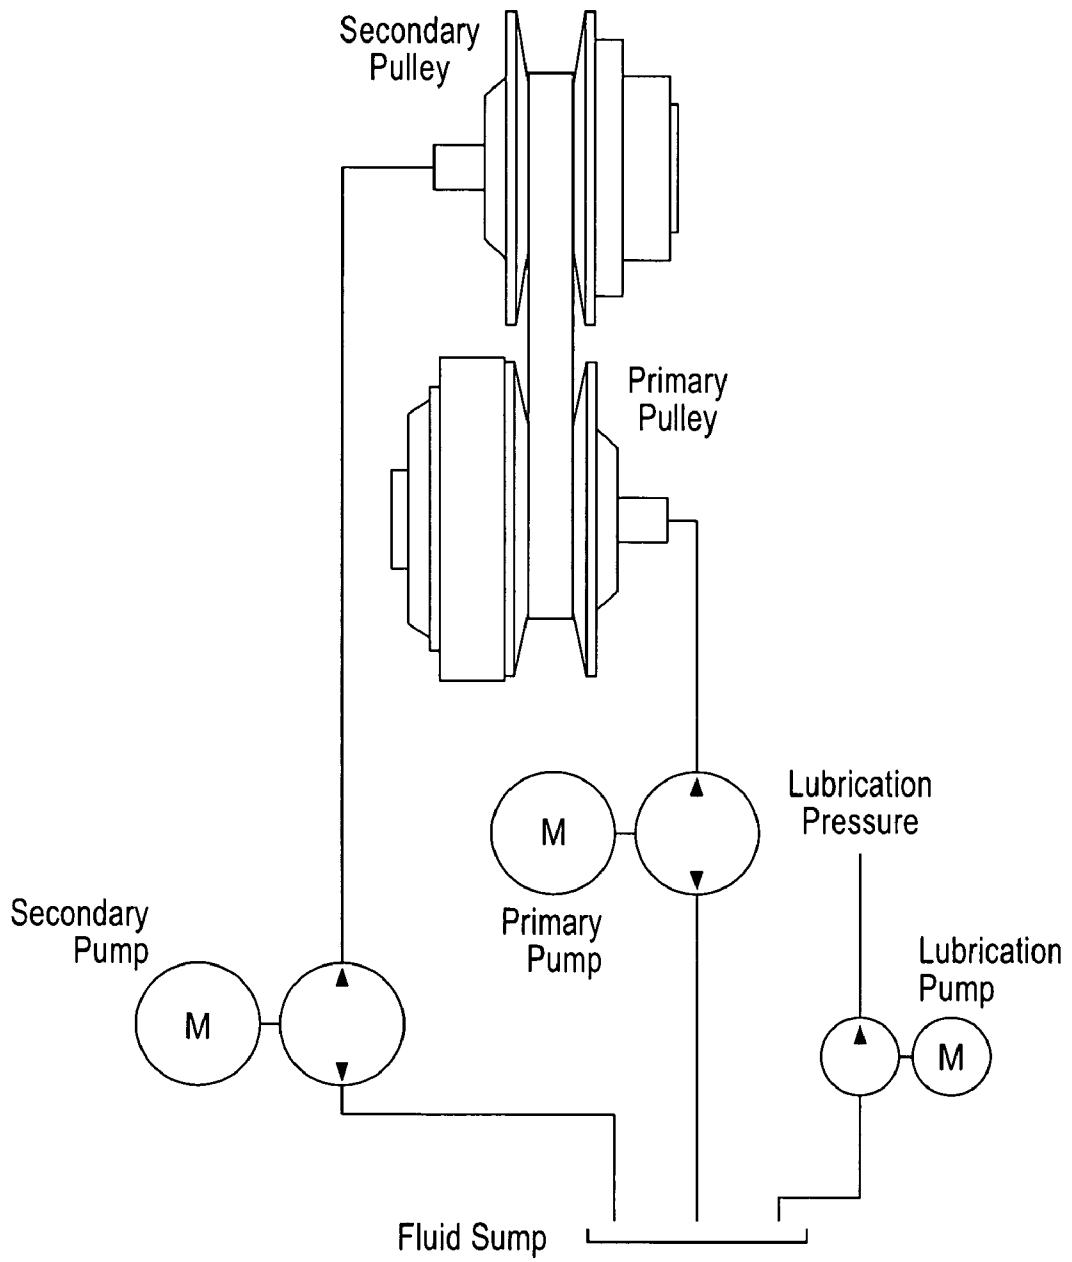 Secondary
Pulley
Primary
Pulley
Lubrication
Pressure
M
Primary
Pump
Secondary
Pump
M
Lubrication
Pump
M
Fluid Sump